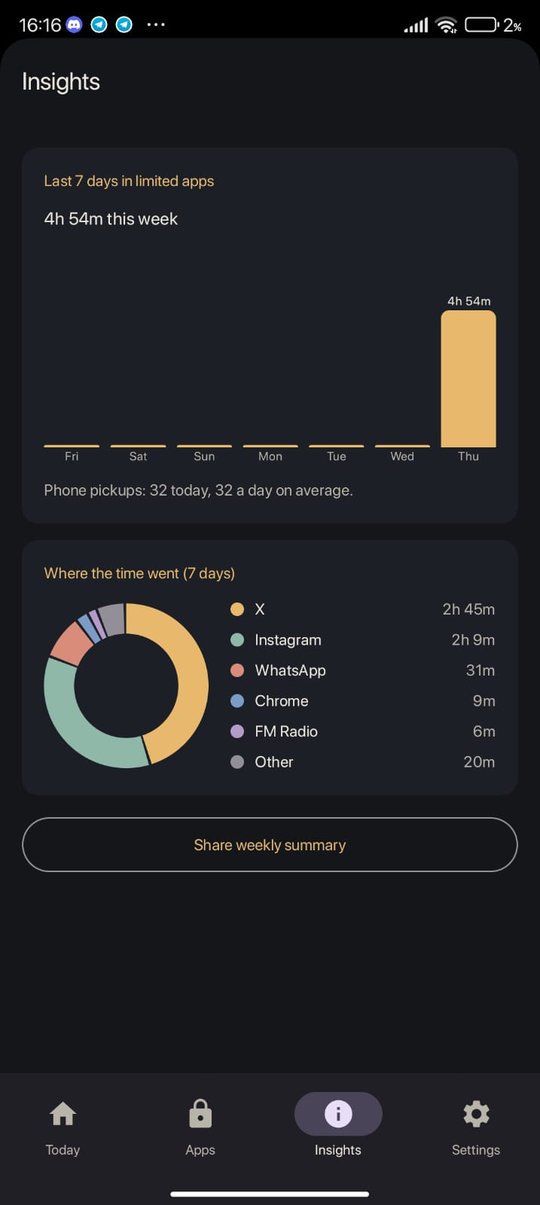 16:16 ... 2%
Insights
Last 7 days in limited apps
4h 54m this week
4h 54m
Fri Sat Sun Mon Tue Wed Thu
Phone pickups: 32 today, 32 a day on average.
Where the time went (7 days)
X 2h 45m
Instagram 2h 9m
WhatsApp 31m
Chrome 9m
FM Radio 6m
Other 20m
Share weekly summary
Today Apps Insights Settings